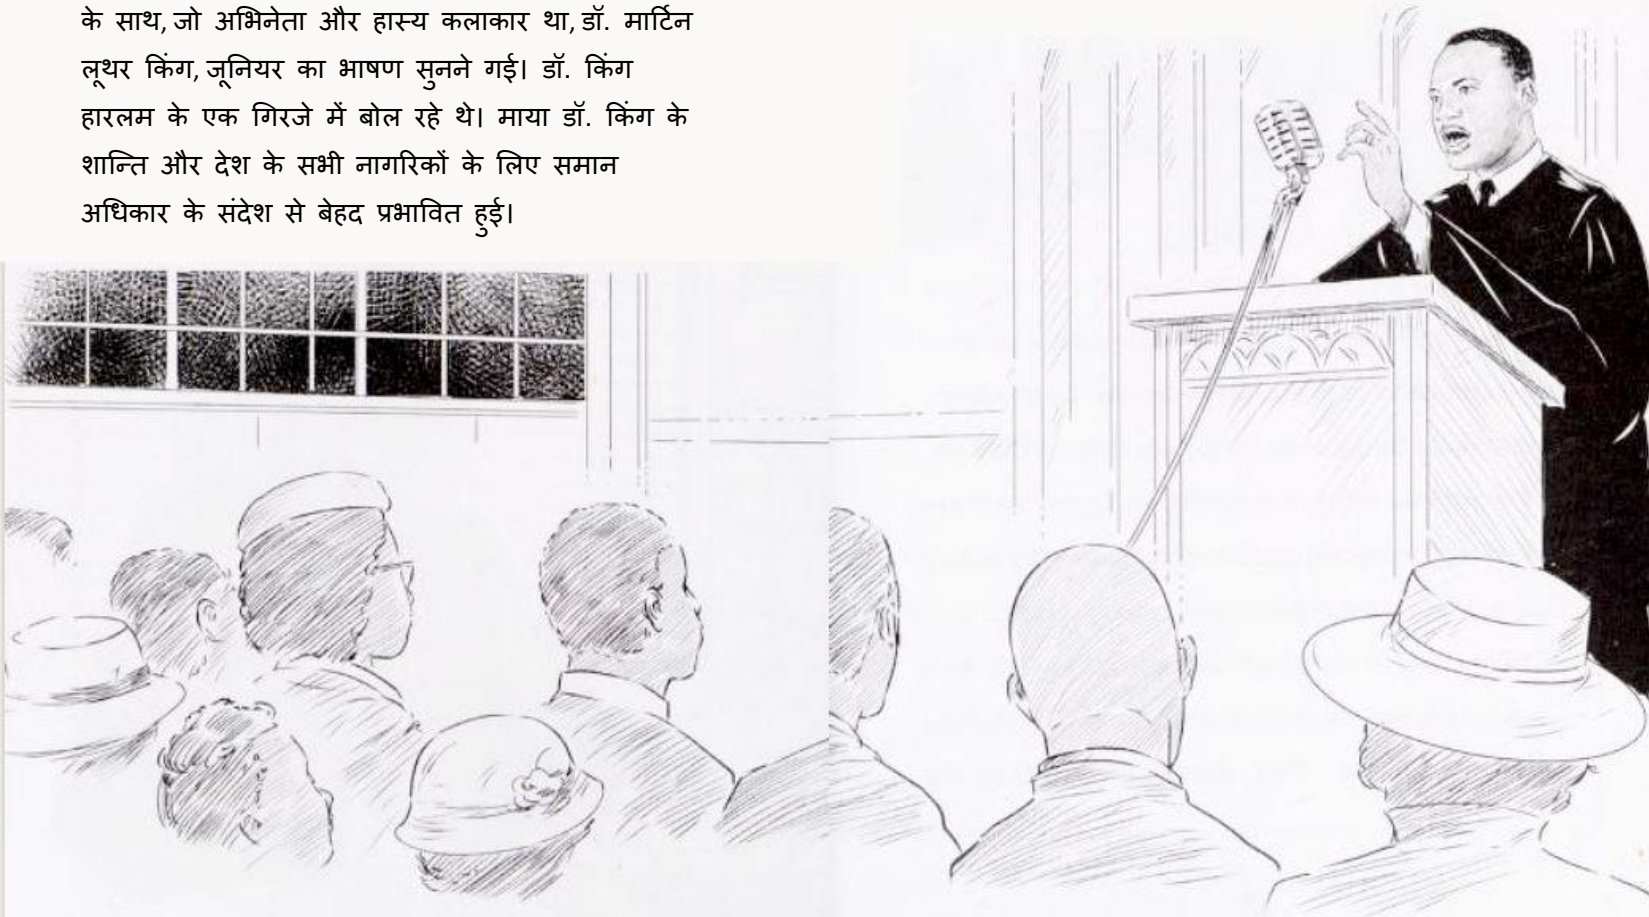 के साथ, जो अभिनेता और हास्य कलाकार था, डॉ. मार्टिन
लूथर किंग, जूनियर का भाषण सुनने गई। डॉ. किंग
हारलम के एक गिरजे में बोल रहे थे। माया डॉ. किंग के
शान्ति और देश के सभी नागरिकों के लिए समान
अधिकार के संदेश से बेहद प्रभावित हुई।